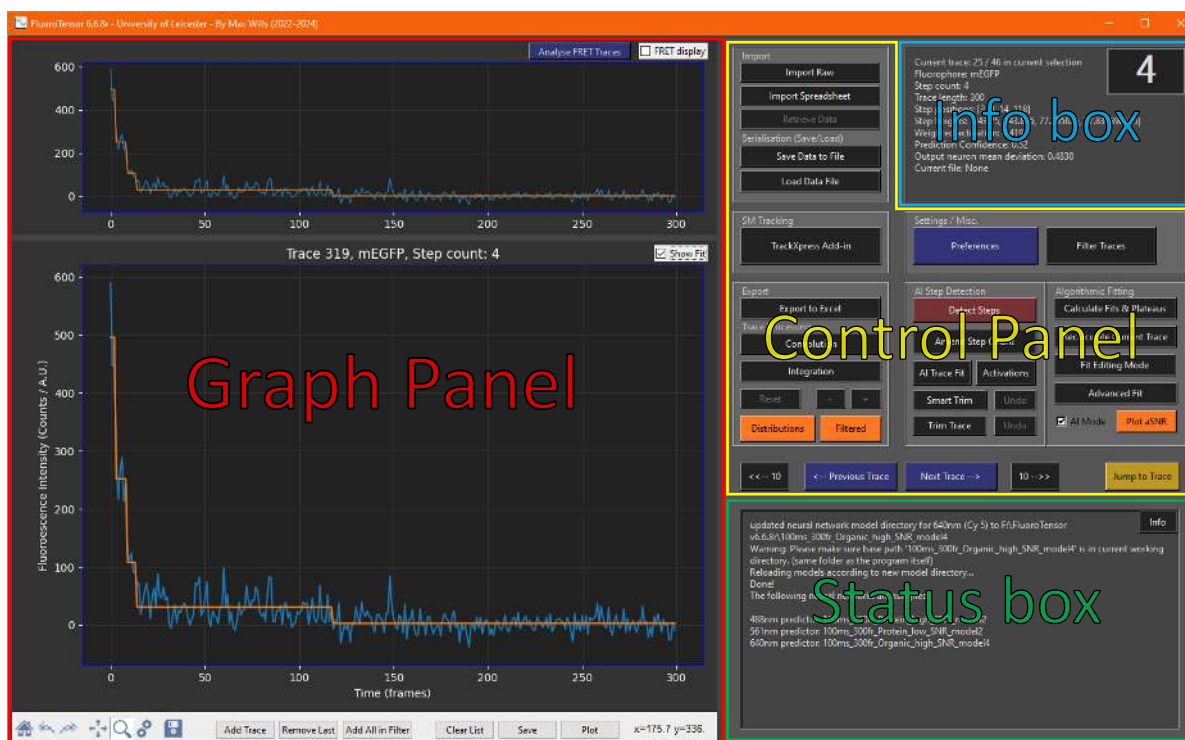 FluoroTensor 6.6.8r - University of Leicester - By Max Wills (2022-2024)
Analyse FRET Traces
FRET display
600
400
200
0
0 50 100 150 200 250 300
Trace 319, mEGFP, Step count: 4
Show Fit
600
500
400
300
200
100
0
Fluoroescence Intensity (Counts / A.U.)
0 50 100 150 200 250 300
Time (frames)
Graph Panel
Add Trace Remove Last Add All in Filter Clear List Save Plot x=175.7 y=336.
Import
Import Raw
Import Spreadsheet
Retrieve Data
Serialisation (Save/Load)
Save Data to File
Load Data File
Current trace: 25 / 46 in current selection
Fluorophore: mEGFP
Step count: 4
Trace length: 300
Step positions:
Prediction Confidence: 0.52
Output neuron mean deviation: 0.4838
Current file: None
4
Info box
SM Tracking
TrackXpress Add-in
Settings / Misc.
Preferences
Filter Traces
Export
Export to Excel
Convolution
Integration
Reset - +
Distributions Filtered
AI Step Detection
Detect Steps
AI Trace Fit Activations
Smart Trim Undo
Trim Trace Undo
Algorithmic Fitting
Calculate Fits & Plateaus
Fit Editing Mode
Advanced Fit
AI Mode Plot aSNR
Control Panel
<<-- 10 <-- Previous Trace Next Trace --> 10 -->> Jump to Trace
Info
updated neural network model directory for 640nm (Cy 5) to F:\FluoroTensor
v6.6.8r\100ms_300fr_Organic_high_SNR_model4
Warning: Please make sure base path '100ms_300fr_Organic_high_SNR_model4' is in current working
directory. (same folder as the program itself)
Reloading models according to new model directory...
Done!
The following
488nm predictor:
561nm predictor: 100ms_300fr_Protein_low_SNR_model2
640nm predictor: 100ms_300fr_Organic_high_SNR_model4
Status box